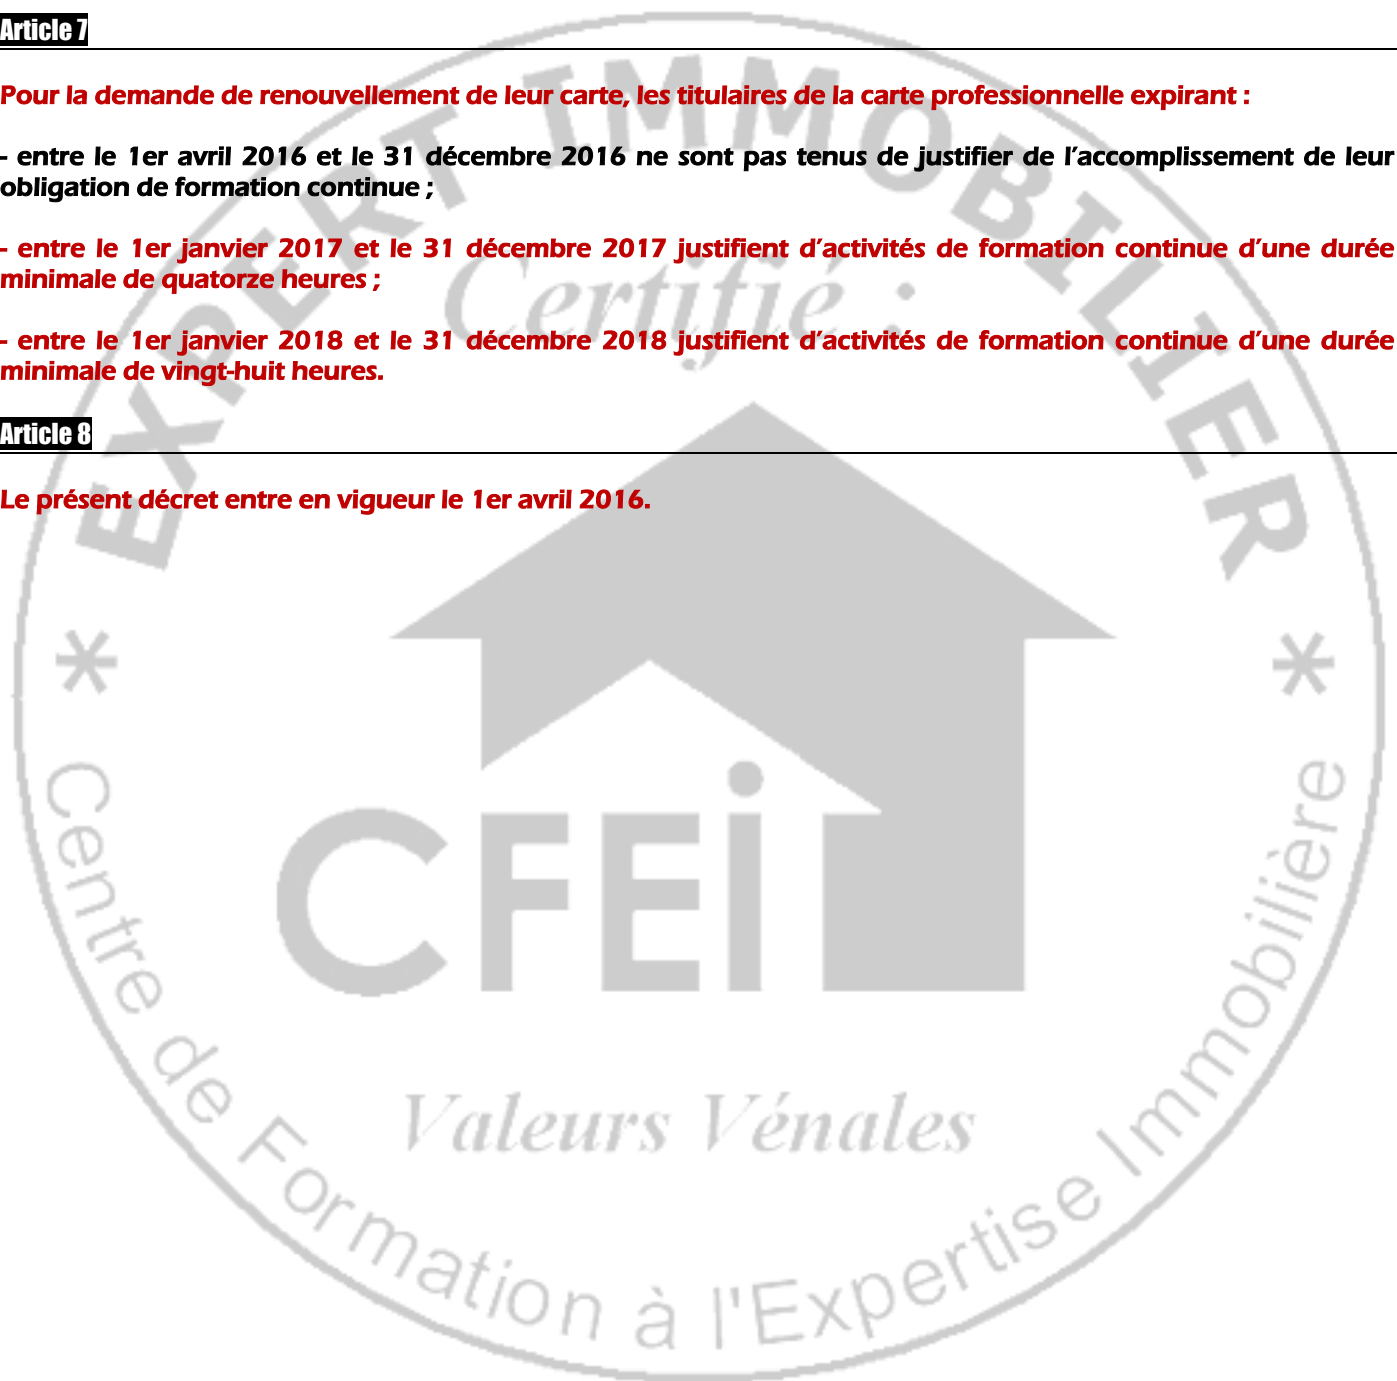 Article 7
Pour la demande de renouvellement de leur carte, les titulaires de la carte professionnelle expirant :
- entre le 1er avril 2016 et le 31 décembre 2016 ne sont pas tenus de justifier de l’accomplissement de leur
obligation de formation continue ;
- entre le 1er janvier 2017 et le 31 décembre 2017 justifient d’activités de formation continue d’une durée
minimale de quatorze heures ;
- entre le 1er janvier 2018 et le 31 décembre 2018 justifient d’activités de formation continue d’une durée
minimale de vingt-huit heures.
Article 8
Le présent décret entre en vigueur le 1er avril 2016.
* EXPERT IMMOBILIER *
Certifié :
CFEi
Valeurs Vénales
Centre de Formation à l'Expertise Immobilière